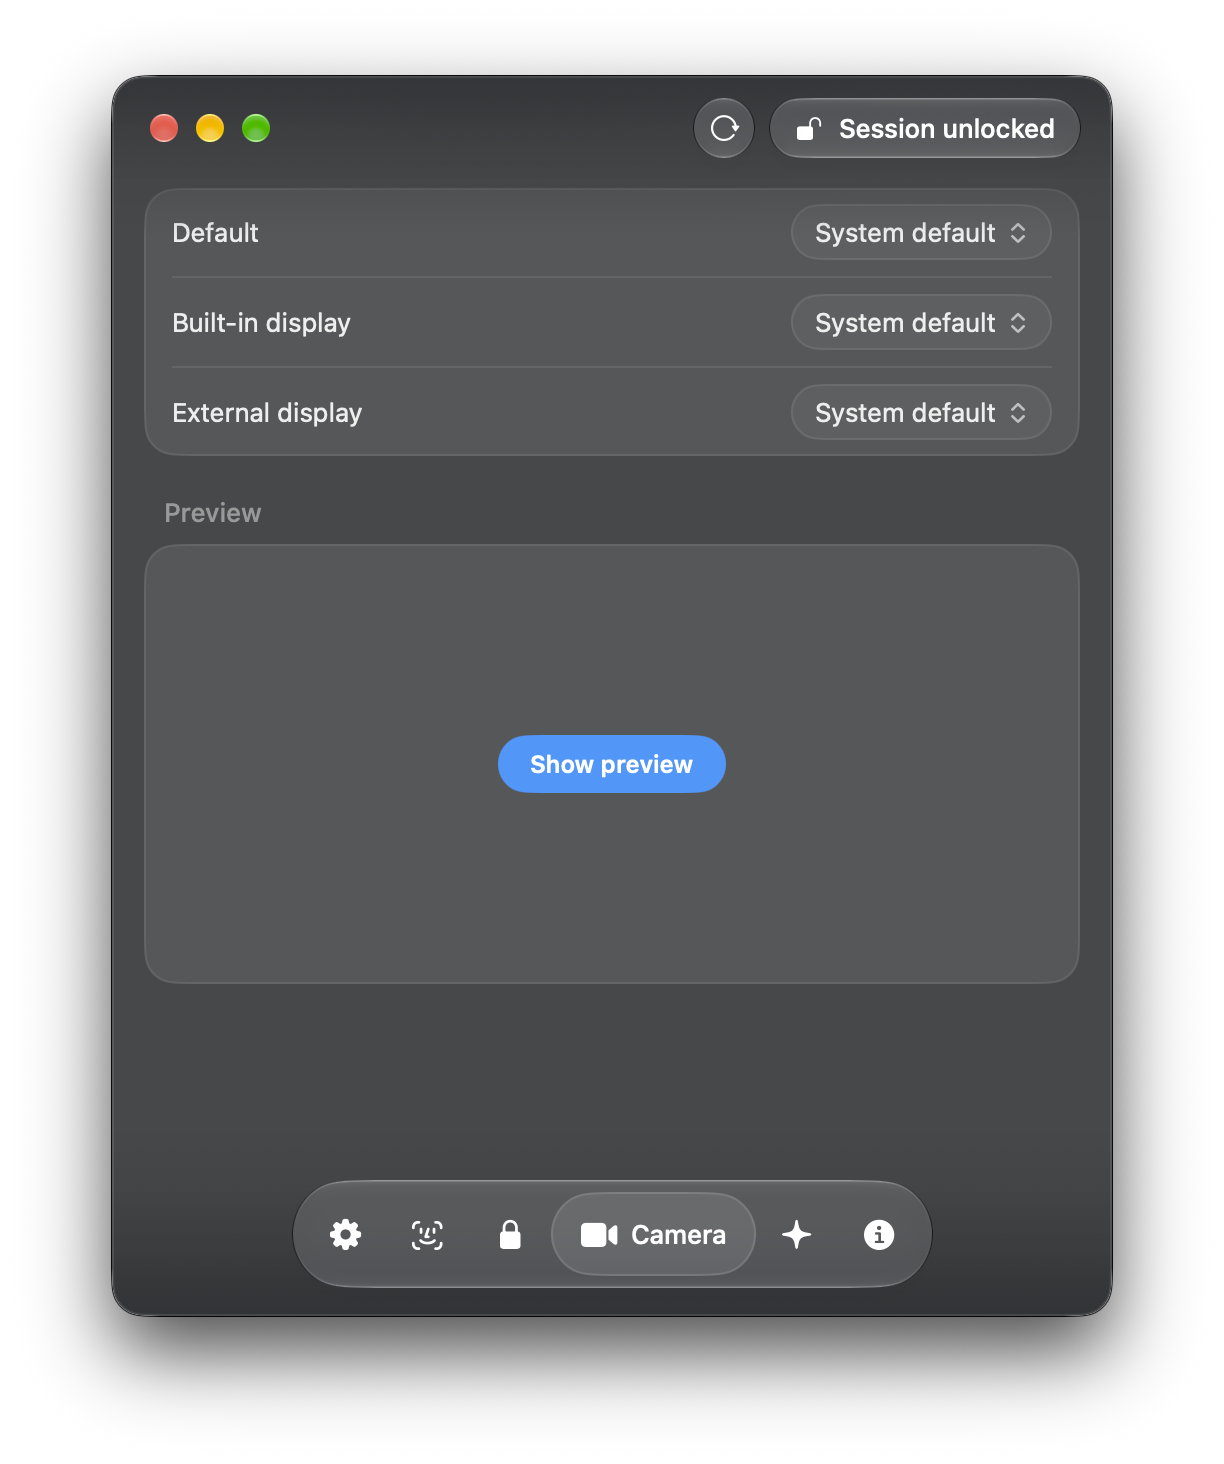 Session unlocked
Default System default
Built-in display System default
External display System default
Preview
Show preview
Camera